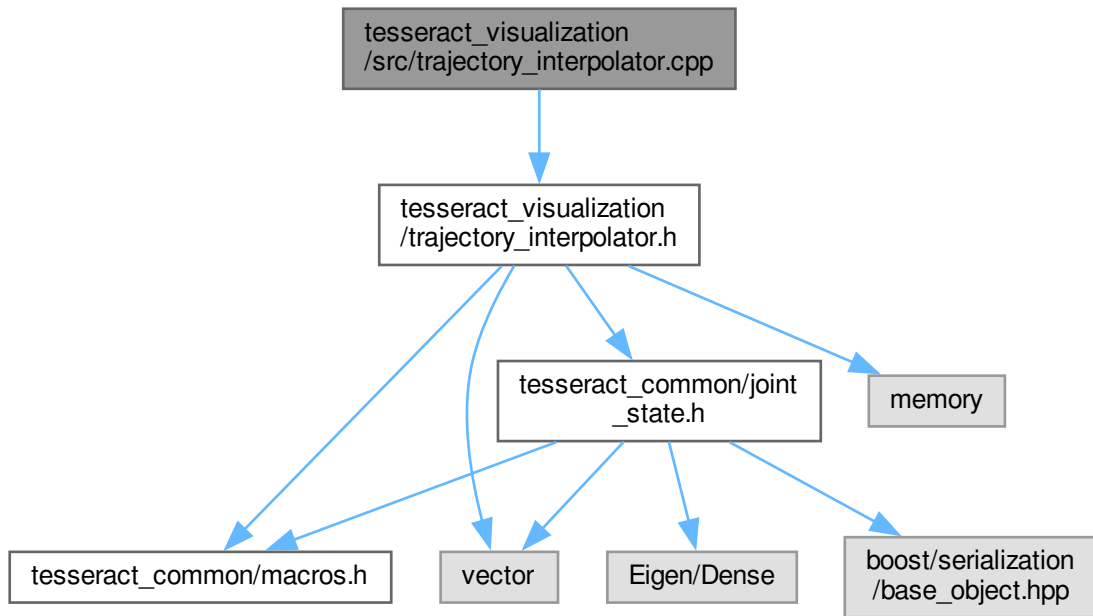 tesseract_visualization
/src/trajectory_interpolator.cpp
tesseract_visualization
/trajectory_interpolator.h
tesseract_common/joint
_state.h
memory
tesseract_common/macros.h
vector
Eigen/Dense
boost/serialization
/base_object.hpp